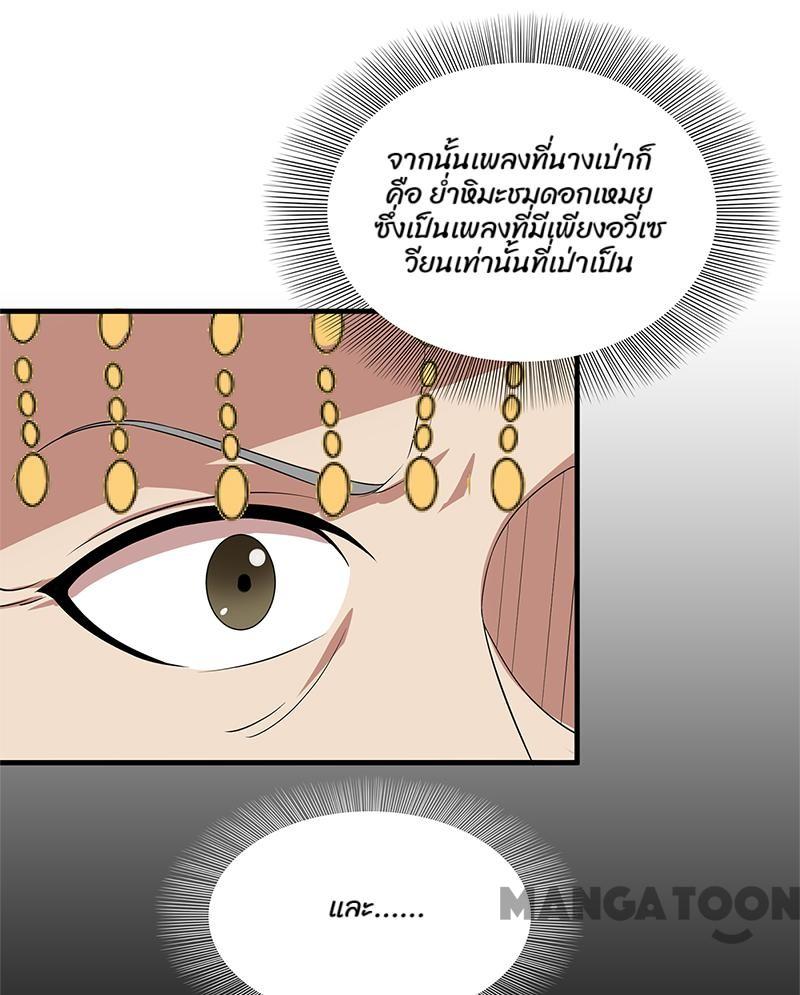 จากนั้นเพลงที่นางเป่าก็
คือ ย่ำหิมะชมดอกเหมย
ซึ่งเป็นเพลงที่มีเพียงอวี่เซ
วียนเท่านั้นที่เป่าเป็น
และ......
MANGATOON